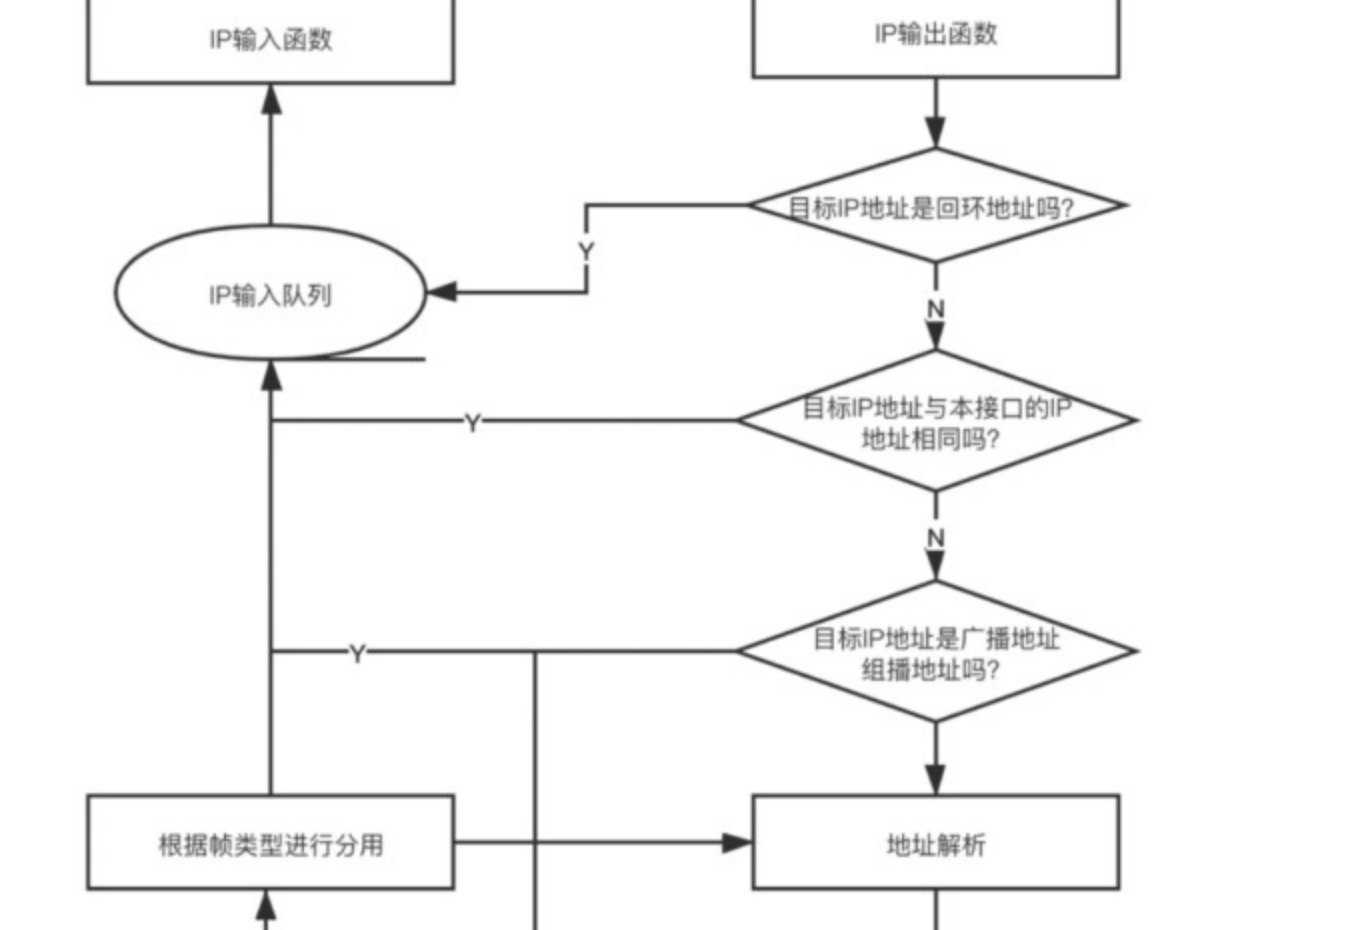 IP输入函数
IP输出函数
目标IP地址是回环地址吗?
Y
IP输入队列
N
目标IP地址与本接口的IP
地址相同吗?
Y
N
目标IP地址是广播地址
组播地址吗?
Y
根据帧类型进行分用
地址解析